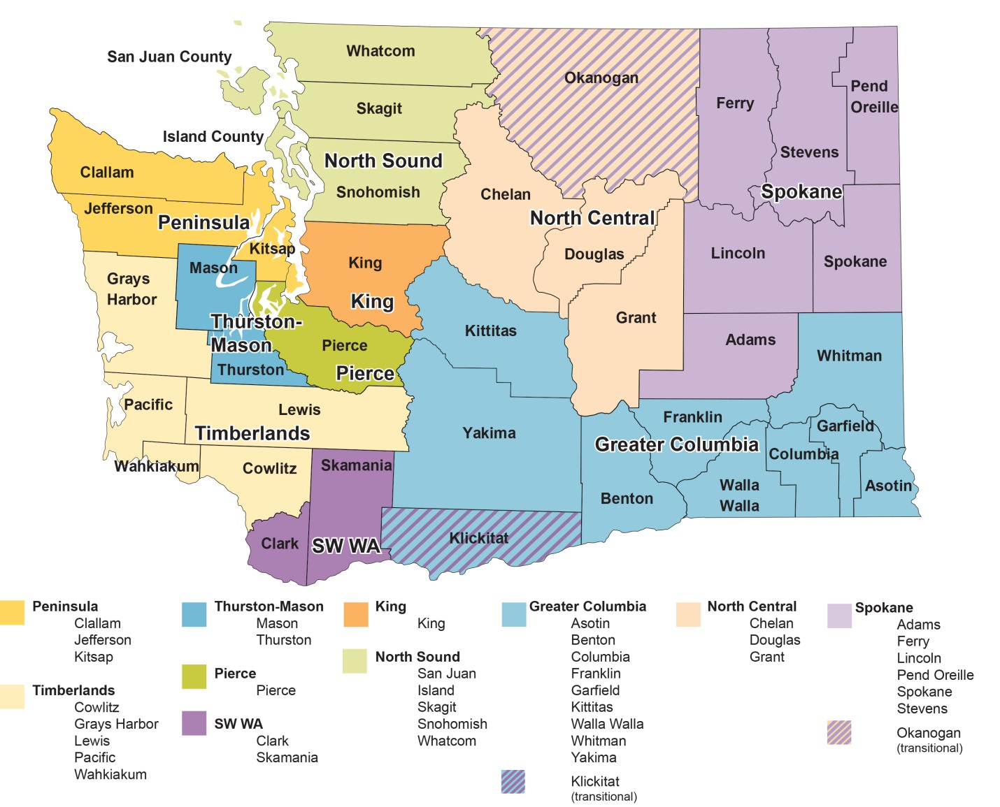 San Juan County
Whatcom
Okanogan
Ferry
Pend
Oreille
Skagit
Island County
Stevens
North Sound
Clallam
Snohomish
Chelan
Spokane
Jefferson
Peninsula
North Central
Kitsap
Douglas
Lincoln
Mason
King
Spokane
Grays
Harbor
King
Grant
Thurston-
Mason
Kittitas
Adams
Pierce
Whitman
Thurston
Pierce
Pacific
Lewis
Franklin
Garfield
Timberlands
Yakima
Greater Columbia
Columbia
Wahkiakum
Cowlitz
Skamania
Walla
Walla
Asotin
Benton
Clark
SW WA
Klickitat
Peninsula
Clallam
Jefferson
Kitsap
Timberlands
Cowlitz
Grays Harbor
Lewis
Pacific
Wahkiakum
Thurston-Mason
Mason
Thurston
Pierce
Pierce
SW WA
Clark
Skamania
King
King
North Sound
San Juan
Island
Skagit
Snohomish
Whatcom
Greater Columbia
Asotin
Benton
Columbia
Franklin
Garfield
Kittitas
Walla Walla
Whitman
Yakima
Klickitat
(transitional)
North Central
Chelan
Douglas
Grant
Spokane
Adams
Ferry
Lincoln
Pend Oreille
Spokane
Stevens
Okanogan
(transitional)